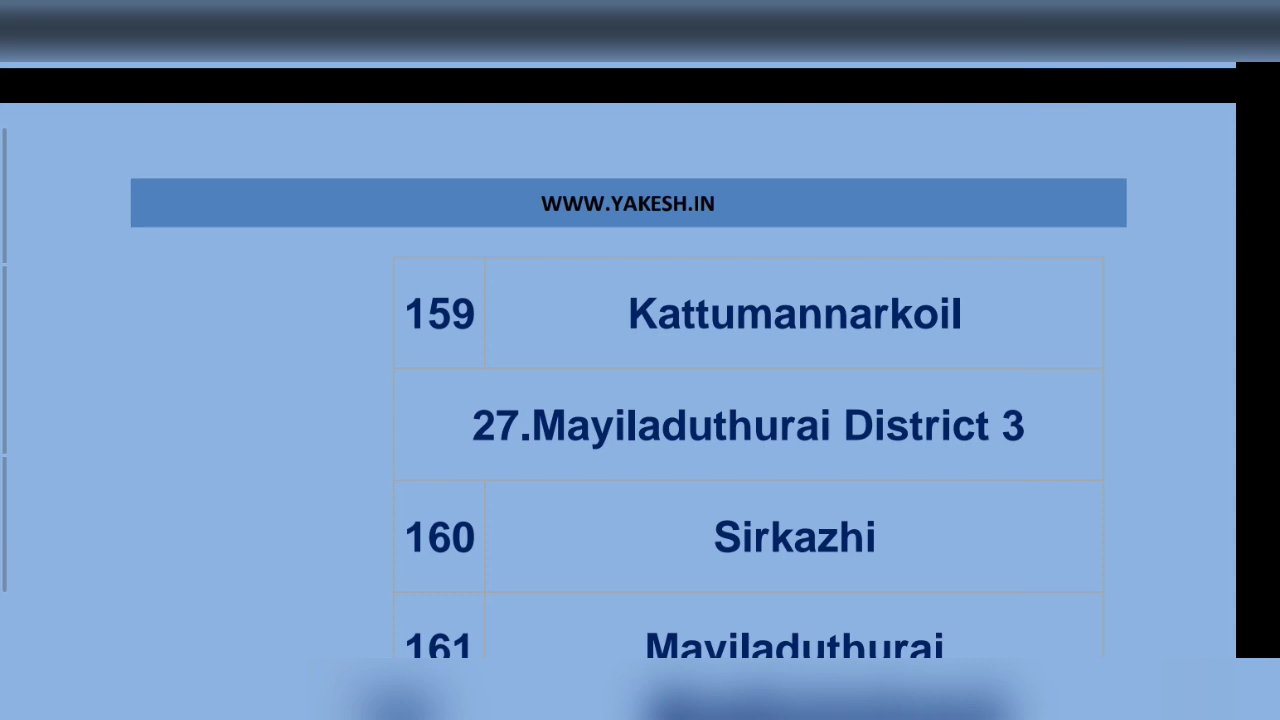 WWW.YAKESH.IN
159 Kattumannarkoil
27.Mayiladuthurai District 3
160 Sirkazhi
161 Mayiladuthurai